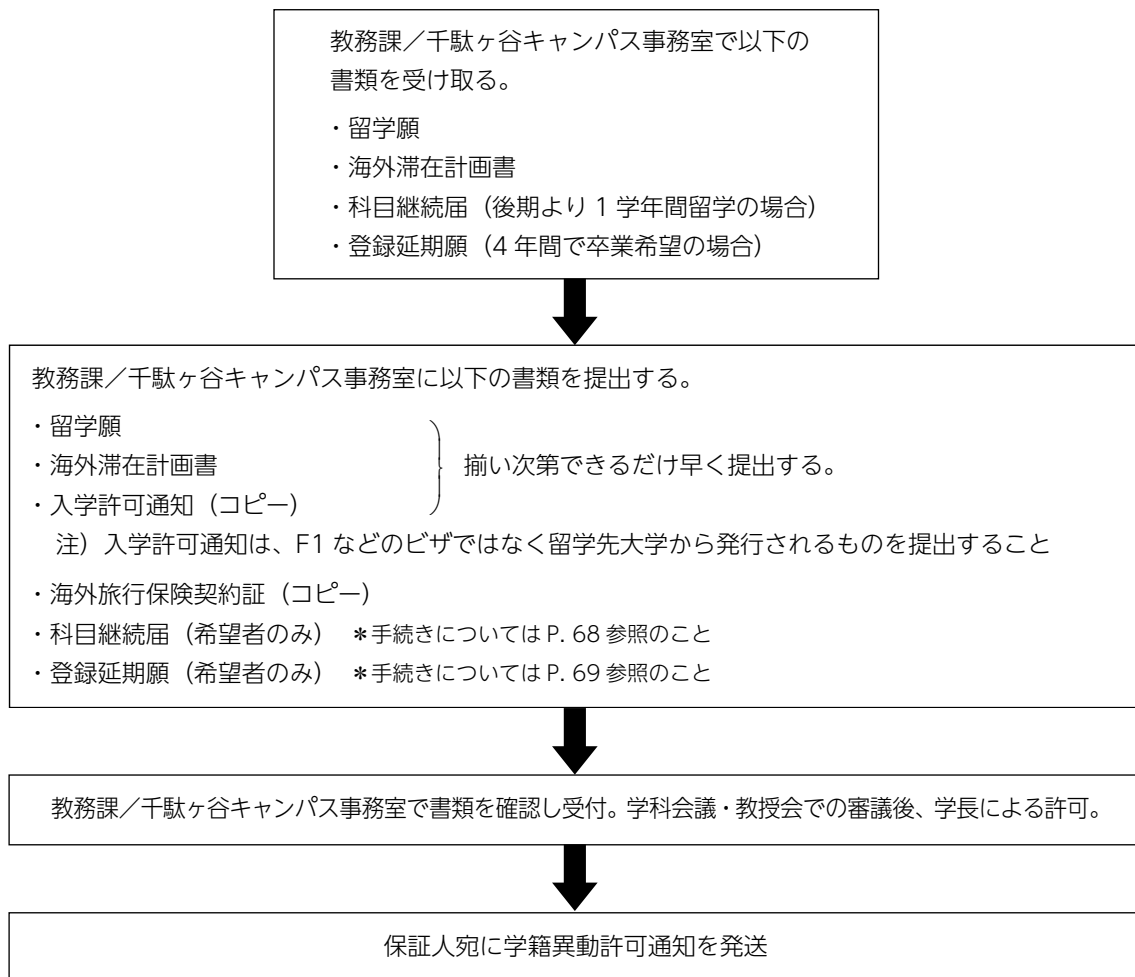 教務課／千駄ヶ谷キャンパス事務室で以下の
書類を受け取る。
・留学願
・海外滞在計画書
・科目継続届（後期より 1 学年間留学の場合）
・登録延期願（4 年間で卒業希望の場合）
教務課／千駄ヶ谷キャンパス事務室に以下の書類を提出する。
・留学願
・海外滞在計画書
揃い次第できるだけ早く提出する。
・入学許可通知（コピー）
注）入学許可通知は、F1 などのビザではなく留学先大学から発行されるものを提出すること
・海外旅行保険契約証（コピー）
・科目継続届（希望者のみ）　＊手続きについては P. 68 参照のこと
・登録延期願（希望者のみ）　＊手続きについては P. 69 参照のこと
教務課／千駄ヶ谷キャンパス事務室で書類を確認し受付。学科会議・教授会での審議後、学長による許可。
保証人宛に学籍異動許可通知を発送